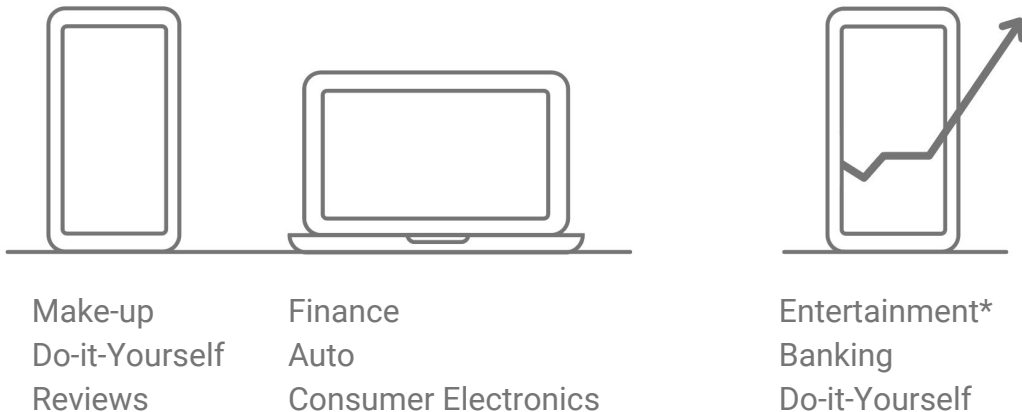 Make-up
Do-it-Yourself
Reviews
Finance
Auto
Consumer Electronics
Entertainment*
Banking
Do-it-Yourself